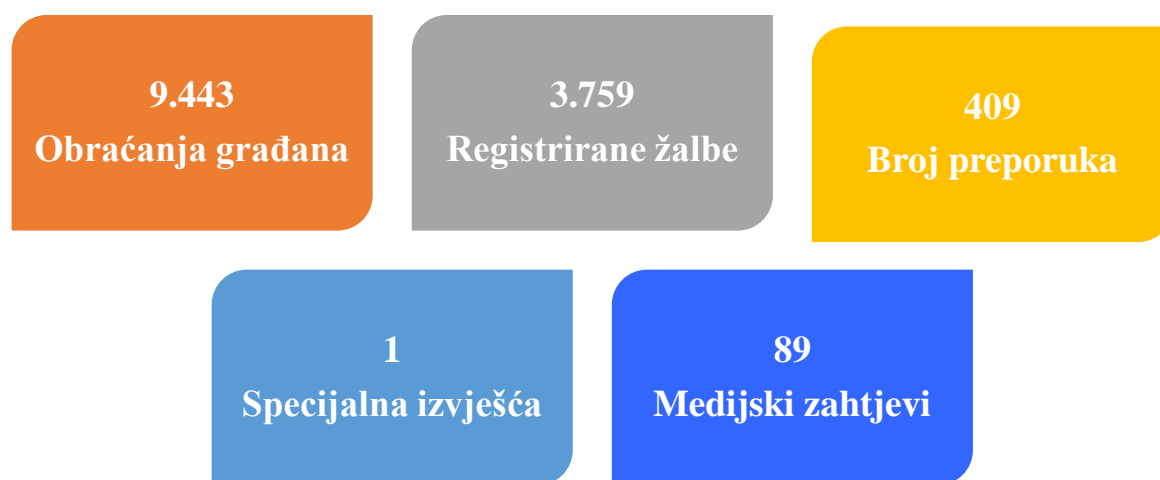 9.443
Obraćanja građana
3.759
Registrirane žalbe
409
Broj preporuka
1
Specijalna izvješća
89
Medijski zahtjevi